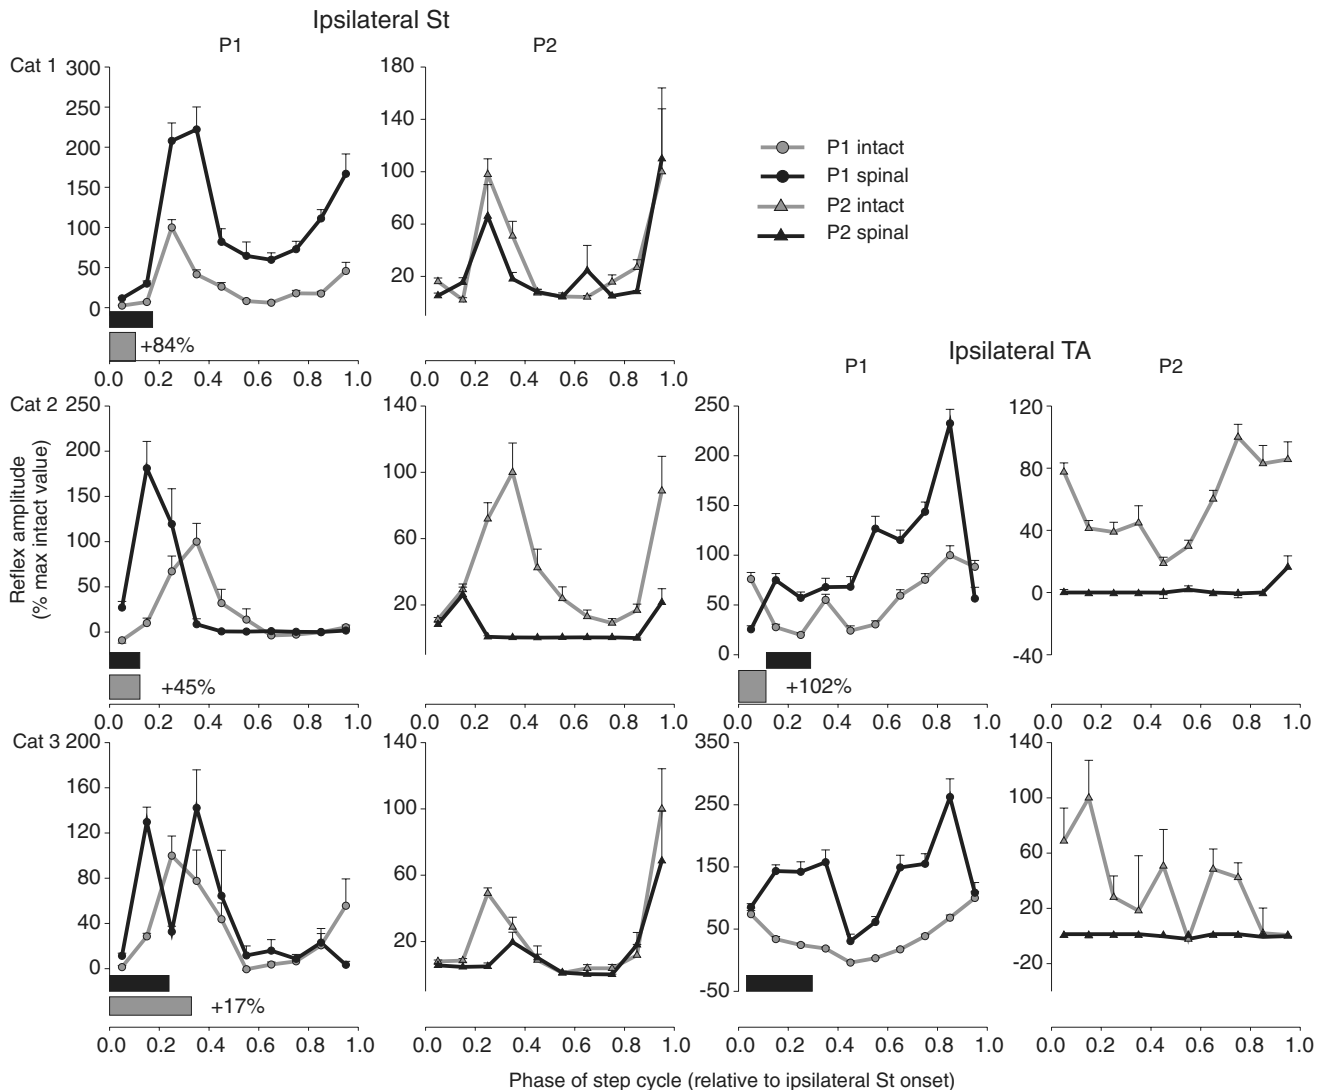 Ipsilateral St
P1
P2
Cat 1
300
250
200
150
100
50
0
180
140
100
60
20
P1 intact
P1 spinal
P2 intact
P2 spinal
+84%
0.0 0.2 0.4 0.6 0.8 1.0
0.0 0.2 0.4 0.6 0.8 1.0
Ipsilateral TA
P1
P2
Cat 2
Reflex amplitude
(% max intact value)
250
200
150
100
50
0
140
100
60
20
250
200
150
100
50
0
120
80
40
0
-40
+45%
+102%
0.0 0.2 0.4 0.6 0.8 1.0
0.0 0.2 0.4 0.6 0.8 1.0
0.0 0.2 0.4 0.6 0.8 1.0
0.0 0.2 0.4 0.6 0.8 1.0
Cat 3
200
160
120
80
40
0
140
100
60
20
350
250
150
50
-50
140
100
60
20
-20
+17%
0.0 0.2 0.4 0.6 0.8 1.0
0.0 0.2 0.4 0.6 0.8 1.0
0.0 0.2 0.4 0.6 0.8 1.0
0.0 0.2 0.4 0.6 0.8 1.0
Phase of step cycle (relative to ipsilateral St onset)